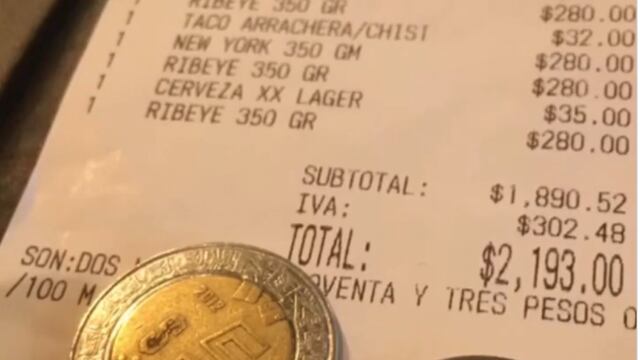 RIBEYE 350 GR $280.00
1 TACO ARRACHERA/CHIST $32.00
1 NEW YORK 350 GM $280.00
1 RIBEYE 350 GR $280.00
1 CERVEZA XX LAGER $35.00
1 RIBEYE 350 GR $280.00
SUBTOTAL: $1,890.52
IVA: $302.48
TOTAL: $2,193.00
SON:DOS VENTA Y TRES PESOS 0
/100 M
2012